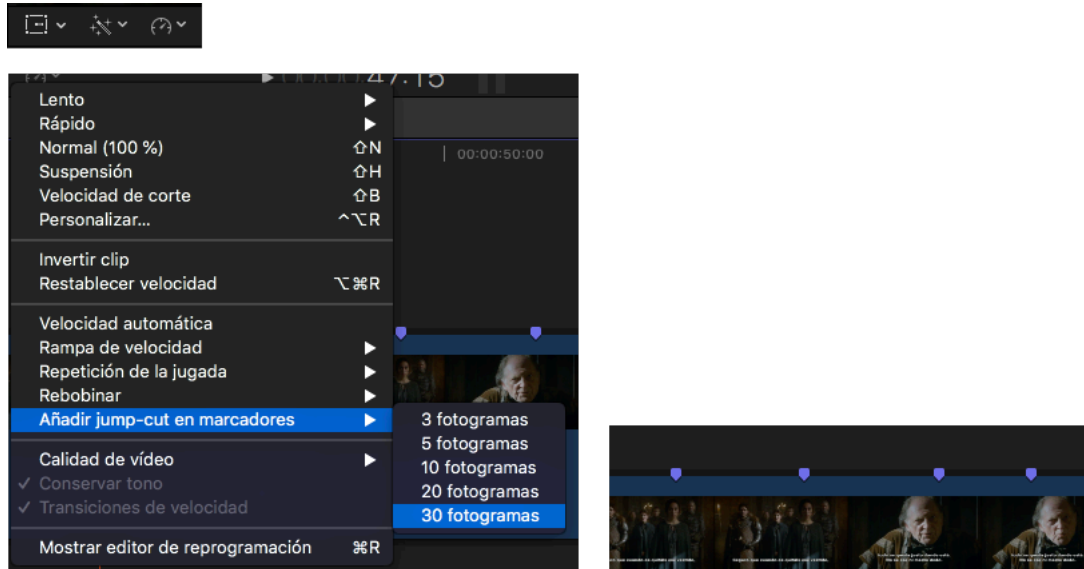 47:15
Lento
Rápido
Normal (100 %) ⇧N
00:00:50:00
Suspensión ⇧H
Velocidad de corte ⇧B
Personalizar... ^⌥R
Invertir clip
Restablecer velocidad ⌥⌘R
Velocidad automática
Rampa de velocidad
Repetición de la jugada
Rebobinar
Añadir jump-cut en marcadores
3 fotogramas
5 fotogramas
10 fotogramas
20 fotogramas
30 fotogramas
Calidad de vídeo
✓ Conservar tono
✓ Transiciones de velocidad
Mostrar editor de reprogramación ⌘R